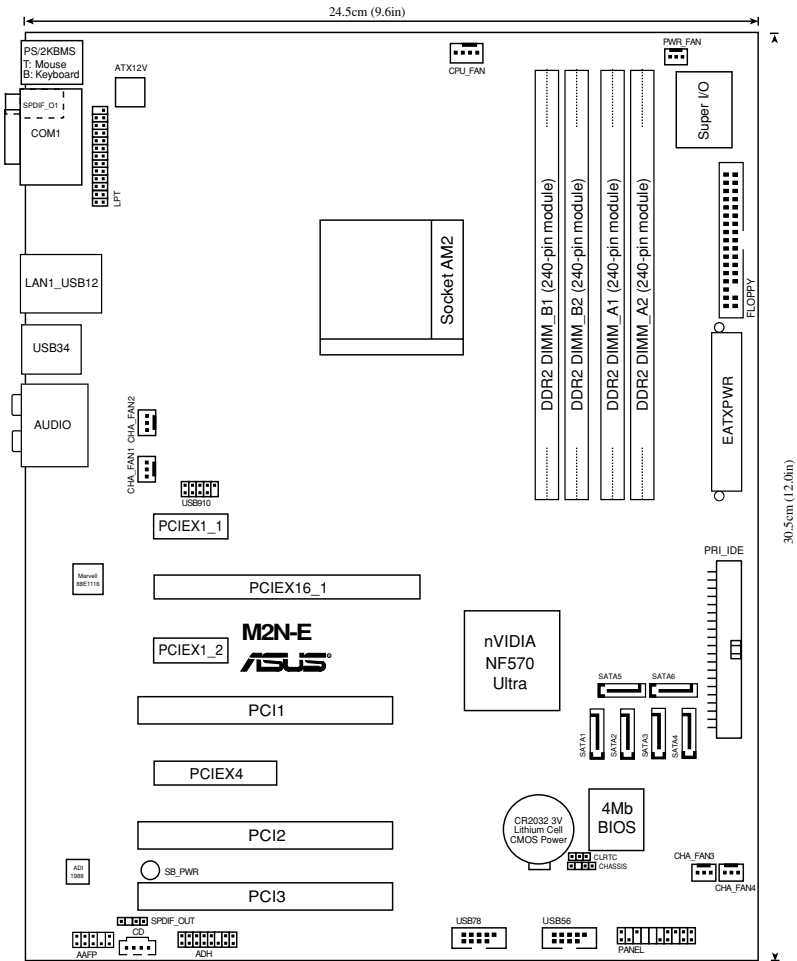 24.5cm (9.6in)
PS/2KBMS
T: Mouse
B: Keyboard
ATX12V
CPU_FAN
PWR_FAN
Super I/O
SPDIF_O1
COM1
LPT
FLOPPY
DDR2 DIMM_B1 (240-pin module)
DDR2 DIMM_B2 (240-pin module)
DDR2 DIMM_A1 (240-pin module)
DDR2 DIMM_A2 (240-pin module)
Socket AM2
LAN1_USB12
USB34
AUDIO
CHA_FAN2
CHA_FAN1
EATXPWR
30.5cm (12.0in)
USB910
PCIEX1_1
PRI_IDE
Marvell
88E1116
PCIEX16_1
M2N-E
ASUS
PCIEX1_2
nVIDIA
NF570
Ultra
SATA5
SATA6
SATA1
SATA2
SATA3
SATA4
PCI1
PCIEX4
CR2032 3V
Lithium Cell
CMOS Power
4Mb
BIOS
PCI2
CLRTC
CHASSIS
CHA_FAN3
CHA_FAN4
ADI
1988
SB_PWR
PCI3
SPDIF_OUT
CD
AAFP
ADH
USB78
USB56
PANEL